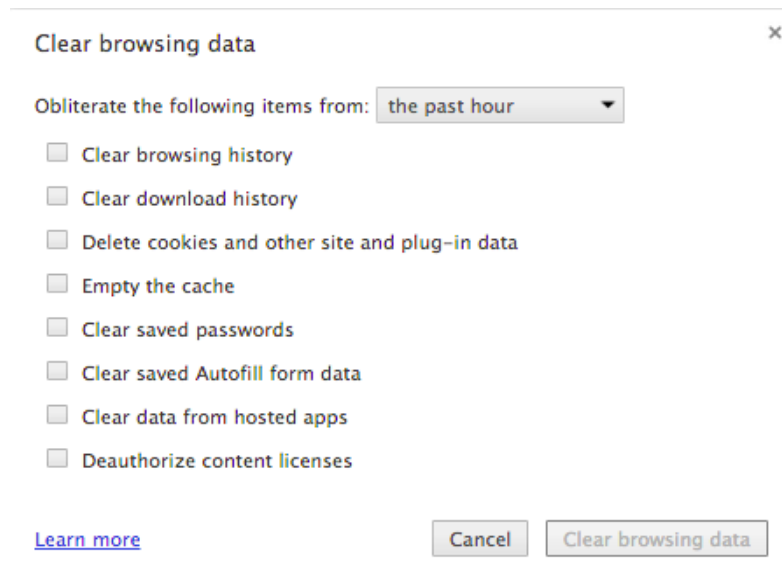 Clear browsing data
Obliterate the following items from: the past hour
Clear browsing history
Clear download history
Delete cookies and other site and plug-in data
Empty the cache
Clear saved passwords
Clear saved Autofill form data
Clear data from hosted apps
Deauthorize content licenses
Learn more Cancel Clear browsing data